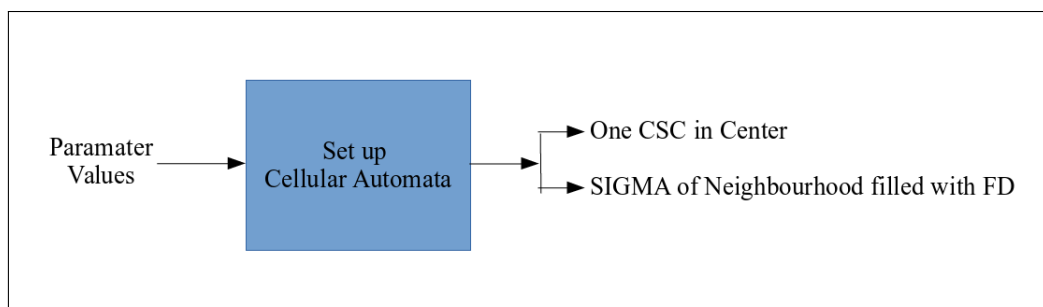 Paramater
Values
Set up
Cellular Automata
One CSC in Center
SIGMA of Neighbourhood filled with FD